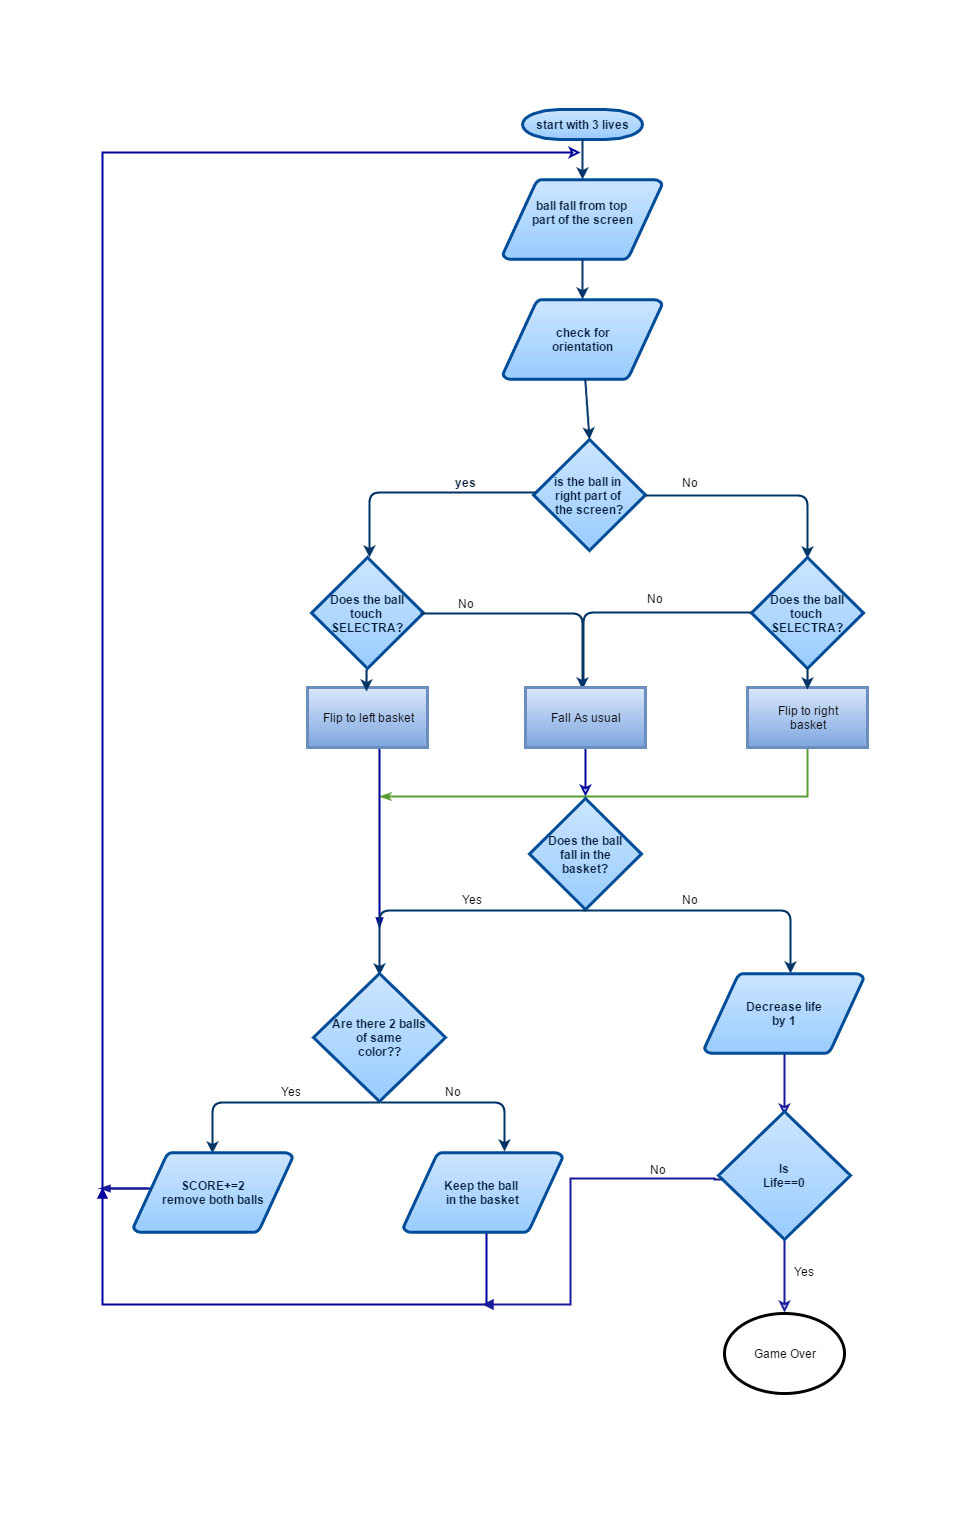 start with 3 lives
ball fall from top
part of the screen
check for
orientation
is the ball in
right part of
the screen?
yes
No
Does the ball
touch
SELECTRA?
No
No
Does the ball
touch
SELECTRA?
Flip to left basket
Fall As usual
Flip to right
basket
Does the ball
fall in the
basket?
Yes
No
Are there 2 balls
of same
color??
Decrease life
by 1
Yes
No
SCORE+=2
remove both balls
Keep the ball
in the basket
No
Is
Life==0
Yes
Game Over